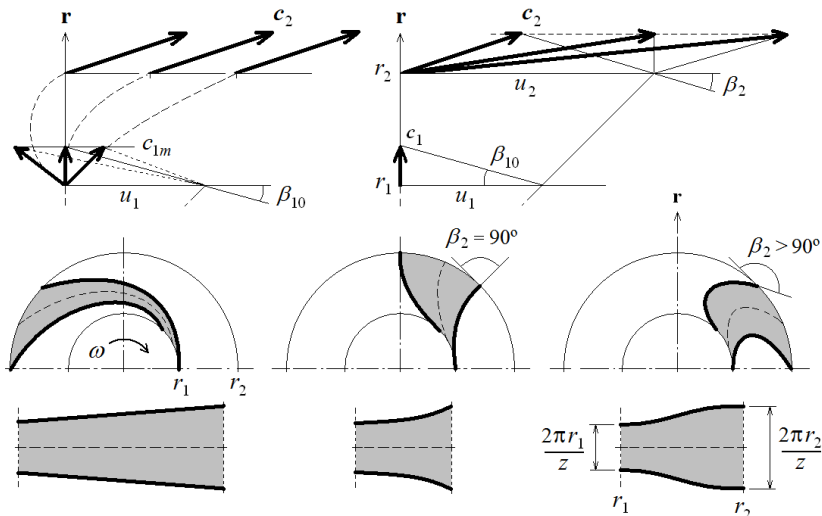 r
c₂
c₁ₘ
β₁₀
u₁
r
c₂
r₂
u₂
β₂
c₁
β₁₀
r₁
u₁
ω
r₁
r₂
β₂ = 90º
r
β₂ > 90º
2πr₁
z
2πr₂
z
r₁
r₂